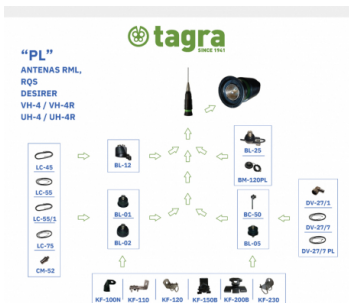 tagra
SINCE 1961
“PL”
ANTENAS RML,
RQS
DESIRER
VH-4 / VH-4R
UH-4 / UH-4R
BL-12
BL-25
BM-120PL
LC-45
LC-55
LC-55/1
LC-75
CM-52
BL-01
BL-02
BC-50
BL-05
DV-27/1
DV-27/7
DV-27/7 PL
KF-100N
KF-110
KF-120
KF-150B
KF-200B
KF-230